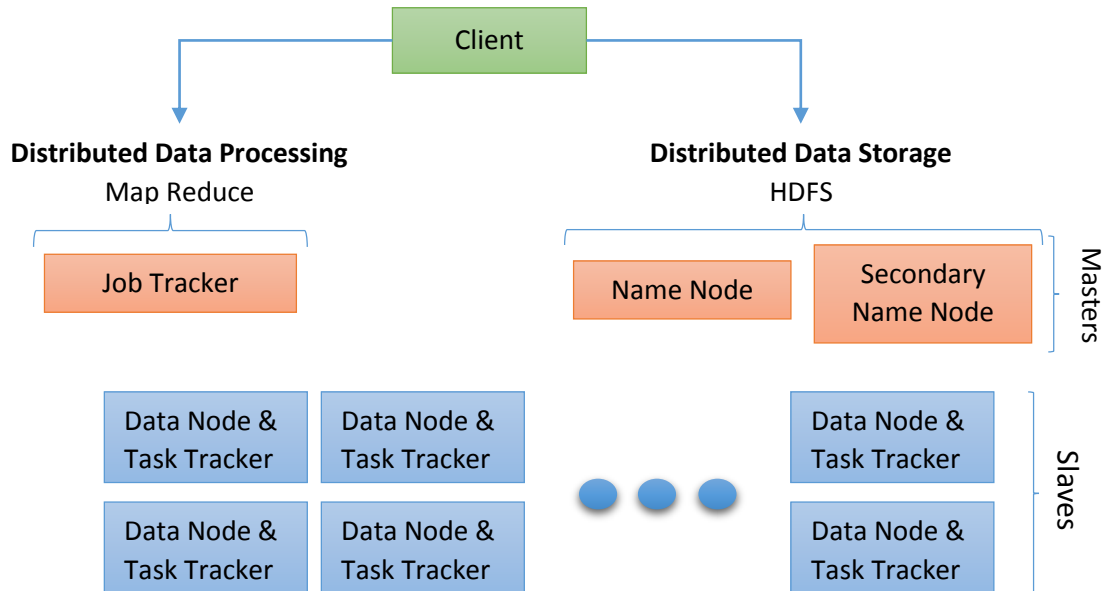 Client
Distributed Data Processing
Map Reduce
Distributed Data Storage
HDFS
Job Tracker
Name Node
Secondary
Name Node
Masters
Data Node &
Task Tracker
Data Node &
Task Tracker
Data Node &
Task Tracker
Data Node &
Task Tracker
Data Node &
Task Tracker
Data Node &
Task Tracker
Slaves